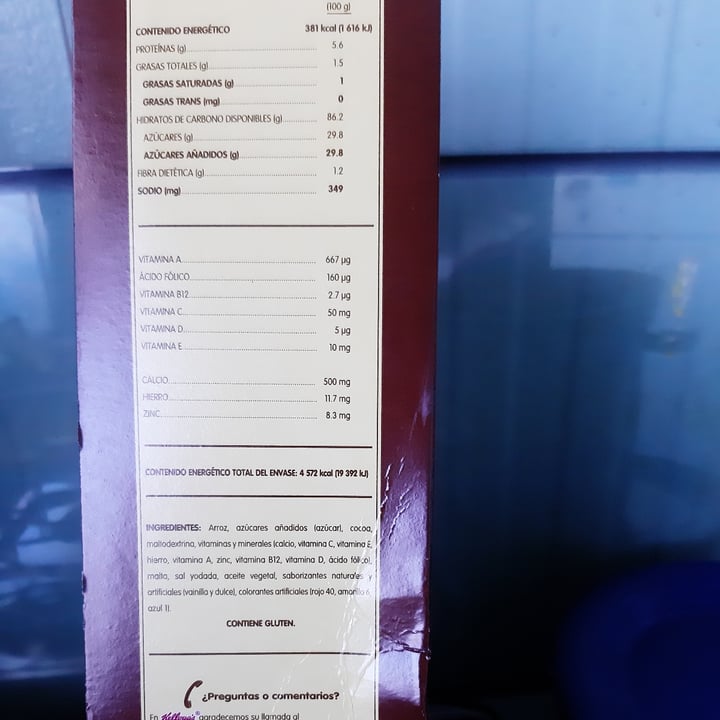 (100 g)
CONTENIDO ENERGÉTICO 381 kcal (1 616 kJ)
PROTEÍNAS (g) 5.6
GRASAS TOTALES (g) 1.5
GRASAS SATURADAS (g) 1
GRASAS TRANS (mg) 0
HIDRATOS DE CARBONO DISPONIBLES (g) 86.2
AZÚCARES (g) 29.8
AZÚCARES AÑADIDOS (g) 29.8
FIBRA DIETÉTICA (g) 1.2
SODIO (mg) 349
VITAMINA A 667 µg
ÁCIDO FÓLICO 160 µg
VITAMINA B12 2.7 µg
VITAMINA C 50 mg
VITAMINA D 5 µg
VITAMINA E 10 mg
CALCIO 500 mg
HIERRO 11.7 mg
ZINC 8.3 mg
CONTENIDO ENERGÉTICO TOTAL DEL ENVASE: 4 572 kcal (19 392 kJ)
INGREDIENTES: Arroz, azúcares añadidos (azúcar), cocoa,
maltodextrina, vitaminas y minerales (calcio, vitamina C, vitamina E,
hierro, vitamina A, zinc, vitamina B12, vitamina D, ácido fólico),
malta, sal yodada, aceite vegetal, saborizantes naturales y
artificiales (vainilla y dulce), colorantes artificiales (rojo 40, amarillo 6,
azul 1).
CONTIENE GLUTEN.
¿Preguntas o comentarios?
En Kellogg's® agradecemos su llamada al